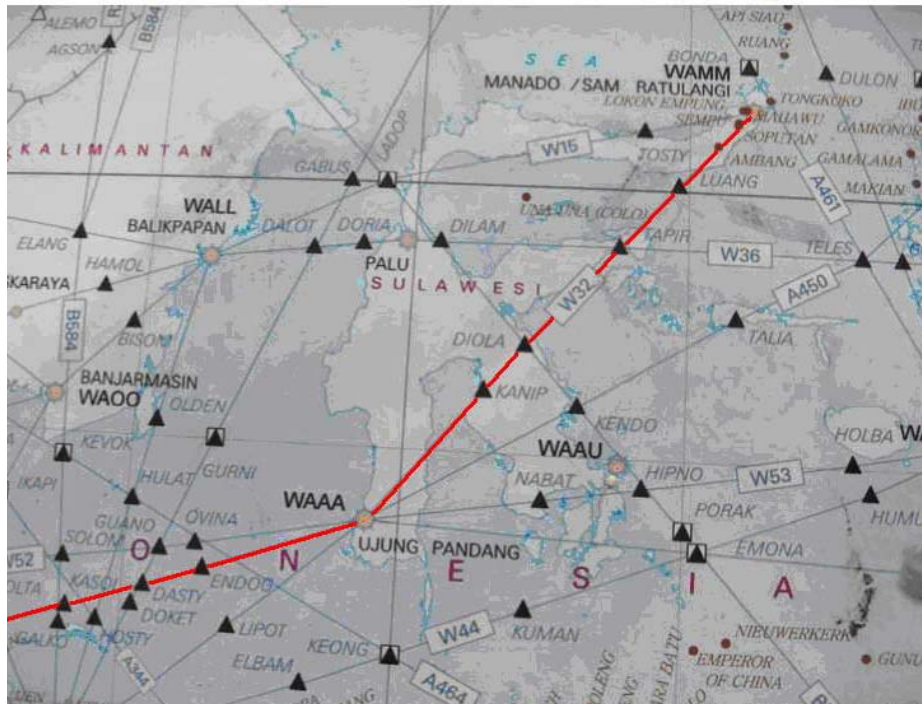 ALEMO
B584
AGSON
API SIAU
RUANG
SEA
BONDA
WAMM
MANADO / SAM RATULANGI
DULON
LOKON EMPUNG
TONGKOKO
SEMPU
MAHAWU
SOPUTAN
GAMKONOR
AMBANG
GAMALAMA
MAKIAN
KALIMANTAN
GABUS
LADOP
W15
TOSTY
LUANG
A461
WALL
BALIKPAPAN
DALOT
DORIA
DILAM
UNA-UNA (COLO)
TAPIR
W36
TELES
ELANG
HAMOL
PALU
SULAWESI
W32
A450
B584
BISOM
DIOLA
TALIA
BANJARMASIN
WAOO
OLDEN
KANIP
KENDO
HOLBA
KEVOK
GURNI
WAAU
IKAPI
HULAT
WAAA
NABAT
HIPNO
W53
HUMU
GUANO
OVINA
SOLOM
PORAK
W52
UJUNG PANDANG
EMONA
O N E S I A
KASOL
ENDOG
DASTY
DOKET
GALKO
HOSTY
LIPOT
KEONG
W44
KUMAN
NIEUWERKERK
A344
ELBAM
A464
EMPEROR
OF CHINA